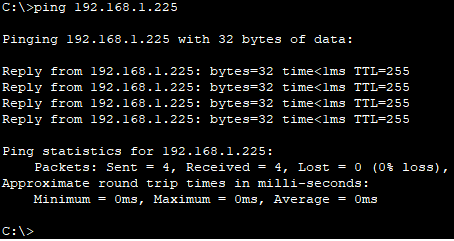 C:\>ping 192.168.1.225
Pinging 192.168.1.225 with 32 bytes of data:
Reply from 192.168.1.225: bytes=32 time<1ms TTL=255
Reply from 192.168.1.225: bytes=32 time<1ms TTL=255
Reply from 192.168.1.225: bytes=32 time<1ms TTL=255
Reply from 192.168.1.225: bytes=32 time<1ms TTL=255
Ping statistics for 192.168.1.225:
    Packets: Sent = 4, Received = 4, Lost = 0 (0% loss),
Approximate round trip times in milli-seconds:
    Minimum = 0ms, Maximum = 0ms, Average = 0ms
C:\>